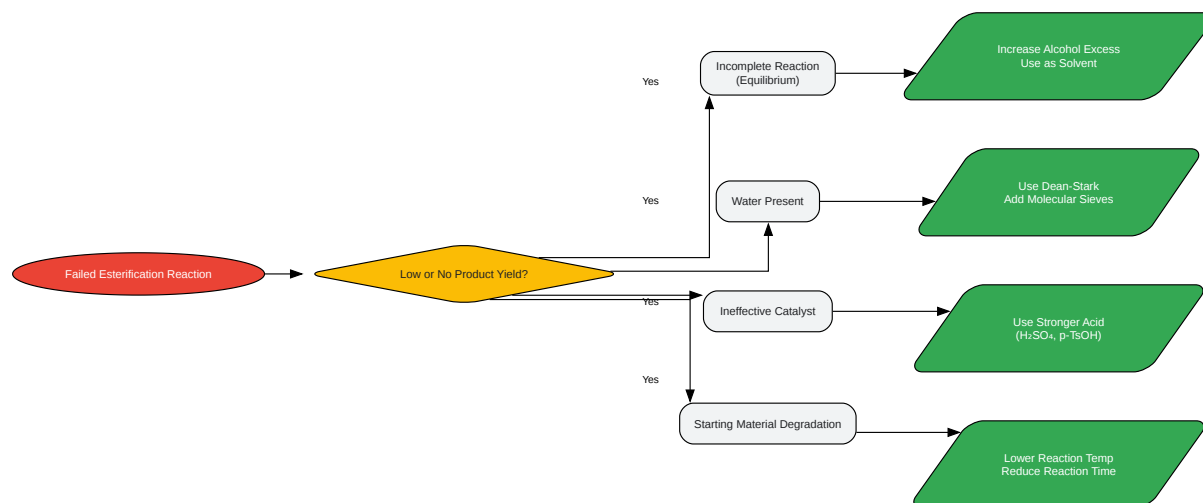 Failed Esterification Reaction
Low or No Product Yield?
Yes
Incomplete Reaction
(Equilibrium)
Increase Alcohol Excess
Use as Solvent
Yes
Water Present
Use Dean-Stark
Add Molecular Sieves
Yes
Ineffective Catalyst
Use Stronger Acid
(H₂SO₄, p-TsOH)
Yes
Starting Material Degradation
Lower Reaction Temp
Reduce Reaction Time